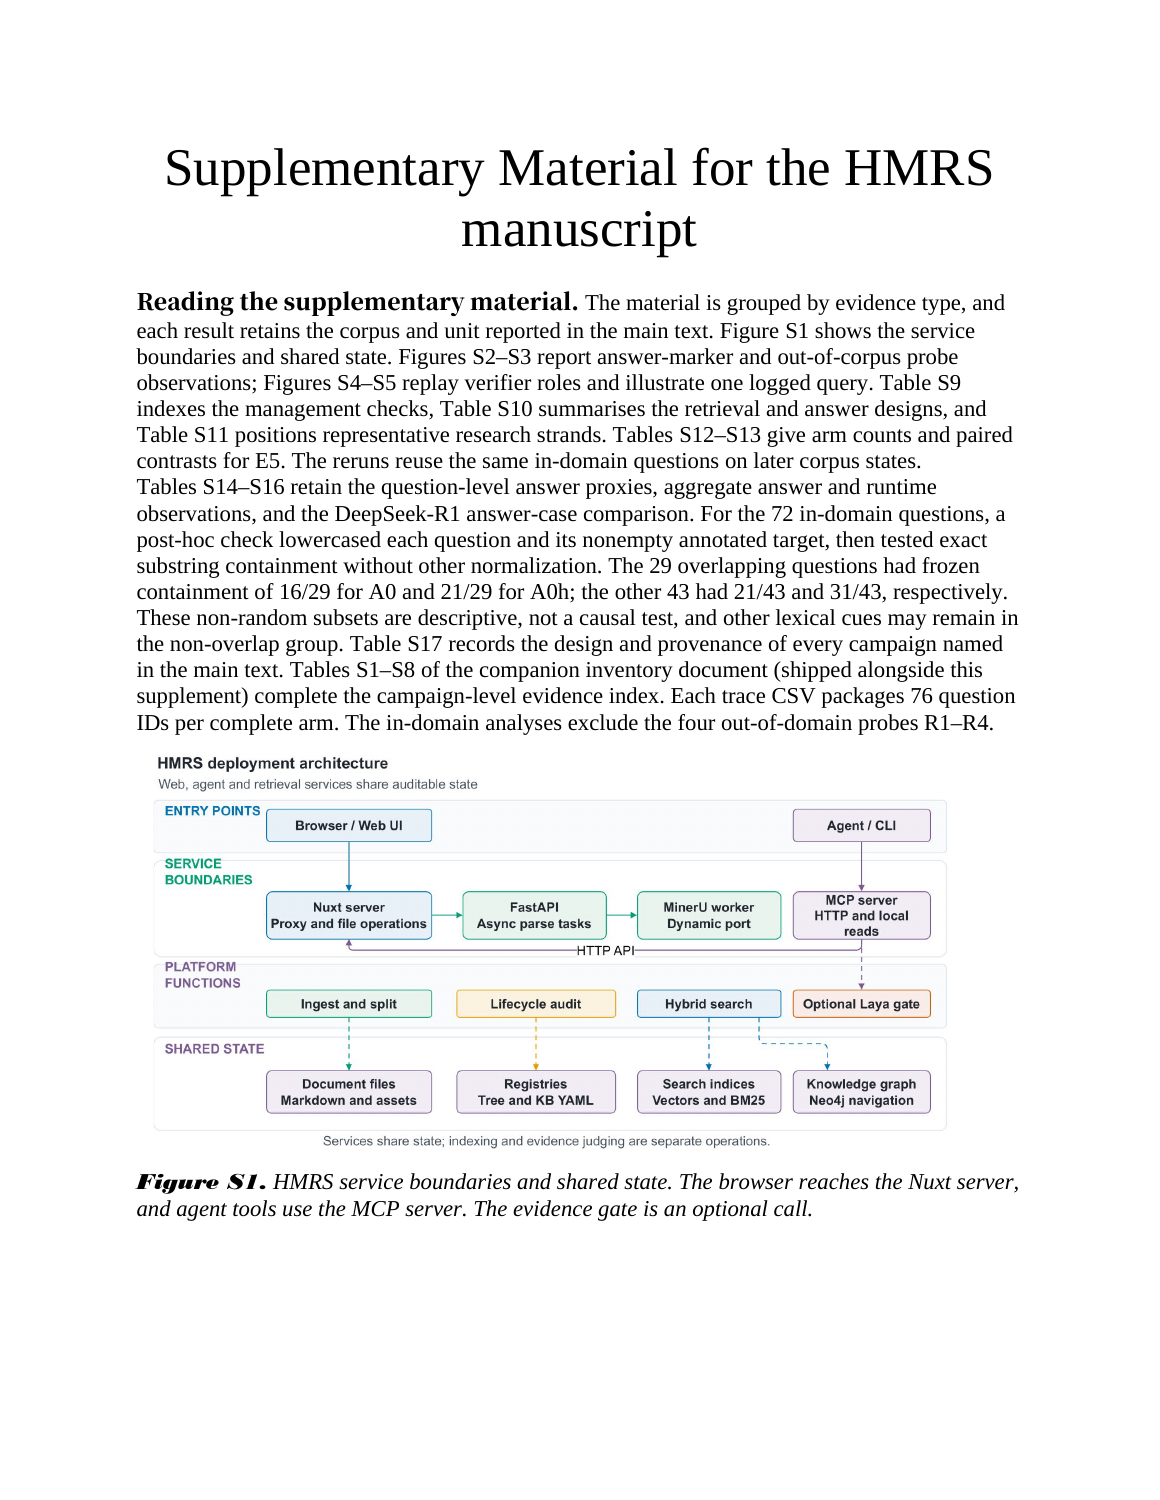 Supplementary Material for the HMRS
manuscript
Reading the supplementary material. The material is grouped by evidence type, and
each result retains the corpus and unit reported in the main text. Figure S1 shows the service
boundaries and shared state. Figures S2–S3 report answer-marker and out-of-corpus probe
observations; Figures S4–S5 replay verifier roles and illustrate one logged query. Table S9
indexes the management checks, Table S10 summarises the retrieval and answer designs, and
Table S11 positions representative research strands. Tables S12–S13 give arm counts and paired
contrasts for E5. The reruns reuse the same in-domain questions on later corpus states.
Tables S14–S16 retain the question-level answer proxies, aggregate answer and runtime
observations, and the DeepSeek-R1 answer-case comparison. For the 72 in-domain questions, a
post-hoc check lowercased each question and its nonempty annotated target, then tested exact
substring containment without other normalization. The 29 overlapping questions had frozen
containment of 16/29 for A0 and 21/29 for A0h; the other 43 had 21/43 and 31/43, respectively.
These non-random subsets are descriptive, not a causal test, and other lexical cues may remain in
the non-overlap group. Table S17 records the design and provenance of every campaign named
in the main text. Tables S1–S8 of the companion inventory document (shipped alongside this
supplement) complete the campaign-level evidence index. Each trace CSV packages 76 question
IDs per complete arm. The in-domain analyses exclude the four out-of-domain probes R1–R4.
HMRS deployment architecture
Web, agent and retrieval services share auditable state
ENTRY POINTS
Browser / Web UI
Agent / CLI
SERVICE
BOUNDARIES
Nuxt server
Proxy and file operations
FastAPI
Async parse tasks
MinerU worker
Dynamic port
MCP server
HTTP and local
reads
HTTP API
PLATFORM
FUNCTIONS
Ingest and split
Lifecycle audit
Hybrid search
Optional Laya gate
SHARED STATE
Document files
Markdown and assets
Registries
Tree and KB YAML
Search indices
Vectors and BM25
Knowledge graph
Neo4j navigation
Services share state; indexing and evidence judging are separate operations.
Figure S1. HMRS service boundaries and shared state. The browser reaches the Nuxt server,
and agent tools use the MCP server. The evidence gate is an optional call.